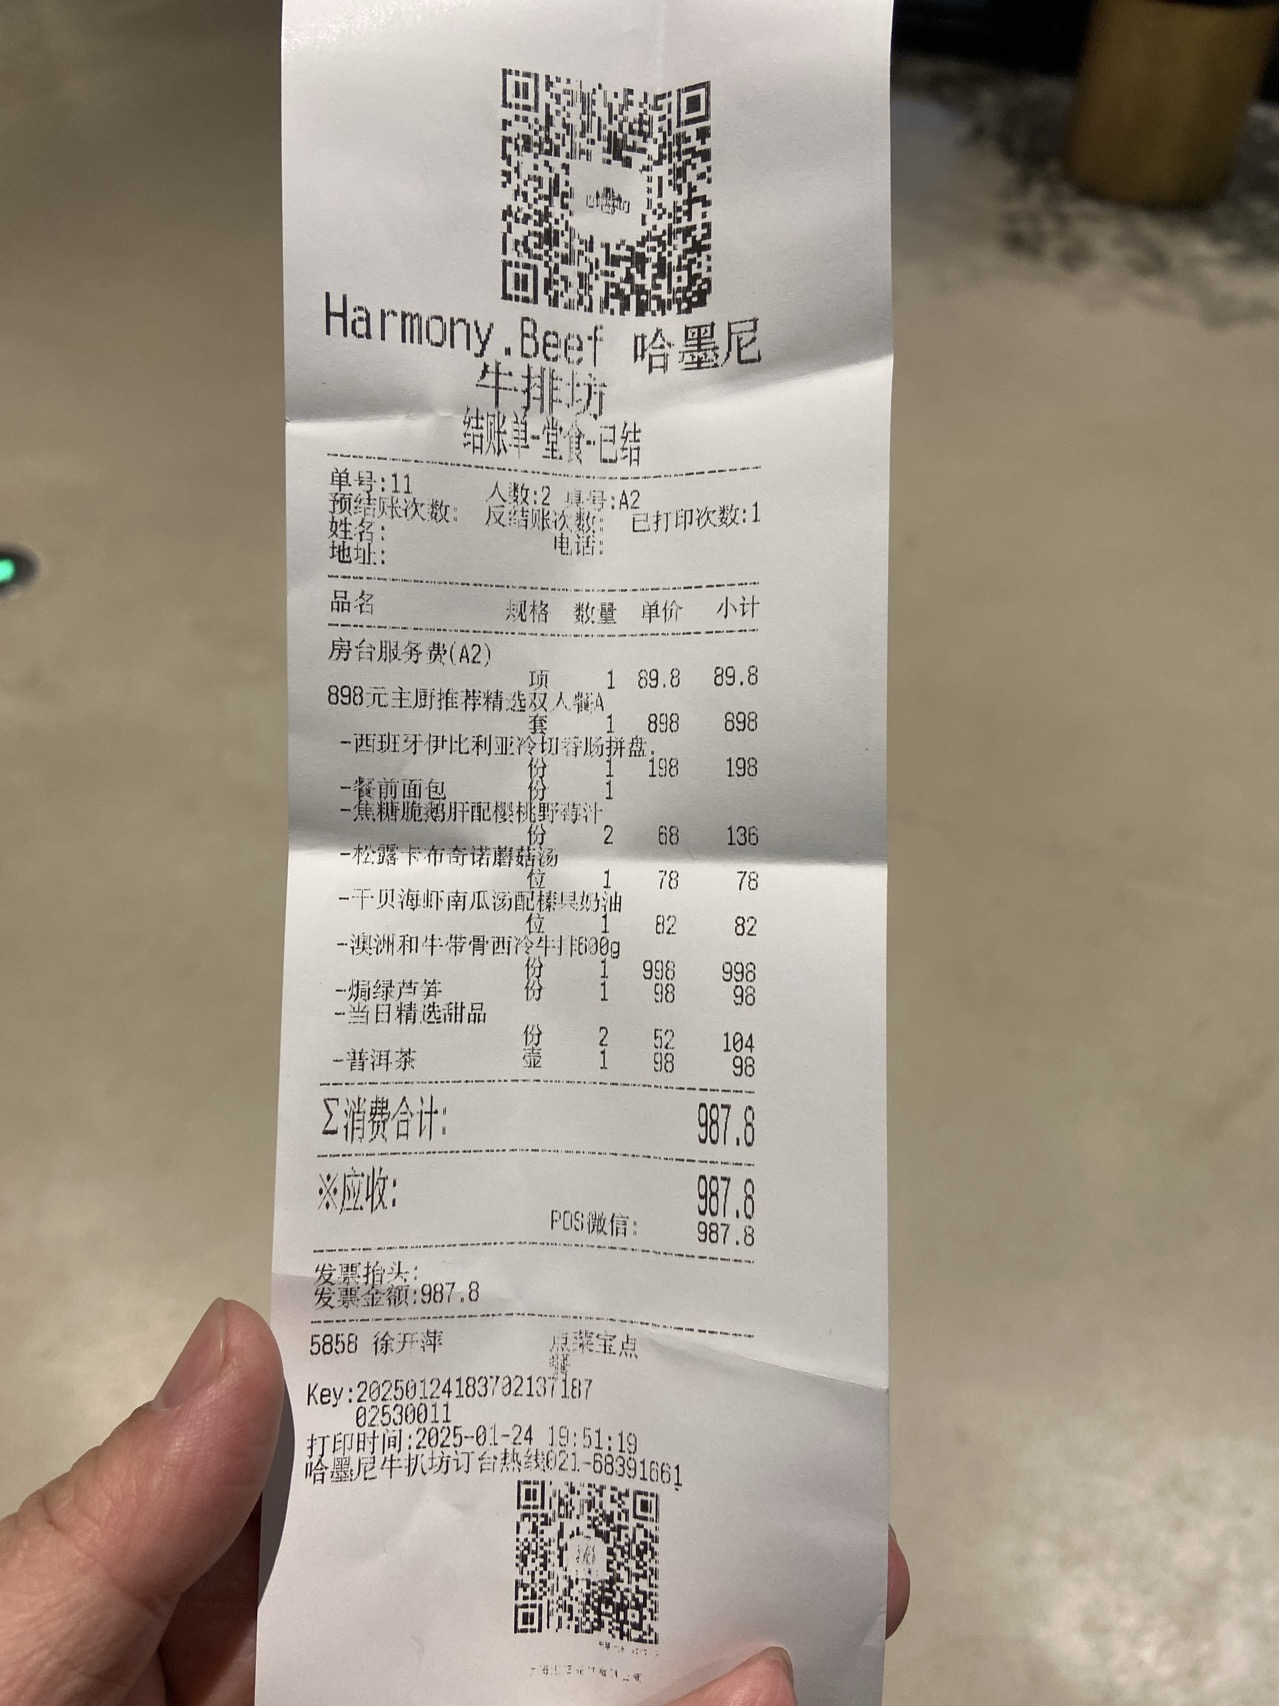 Harmony.Beef 哈墨尼
牛排坊
结账单-堂食-已结
单号:11 人数:2 桌号:A2
预结账次数: 反结账次数: 已打印次数:1
姓名: 电话:
地址:
品名 规格 数量 单价 小计
房台服务费(A2)
项 1 89.8 89.8
898元主厨推荐精选双人餐A
套 1 898 898
-西班牙伊比利亚冷切香肠拼盘.
份 1 198 198
-餐前面包 份 1
-焦糖脆鹅肝配樱桃野莓汁
份 2 68 136
-松露卡布奇诺蘑菇汤
位 1 78 78
-干贝海虾南瓜汤配榛果奶油
位 1 82 82
-澳洲和牛带骨西冷牛排600g
份 1 998 998
-焗绿芦笋 份 1 98 98
-当日精选甜品
份 2 52 104
-普洱茶 壶 1 98 98
Σ消费合计: 987.8
※应收: 987.8
POS微信: 987.8
发票抬头:
发票金额:987.8
5858 徐开萍 点菜宝点
Key:20250124183702137187
02530011
打印时间:2025-01-24 19:51:19
哈墨尼牛扒坊订台热线021-68391661